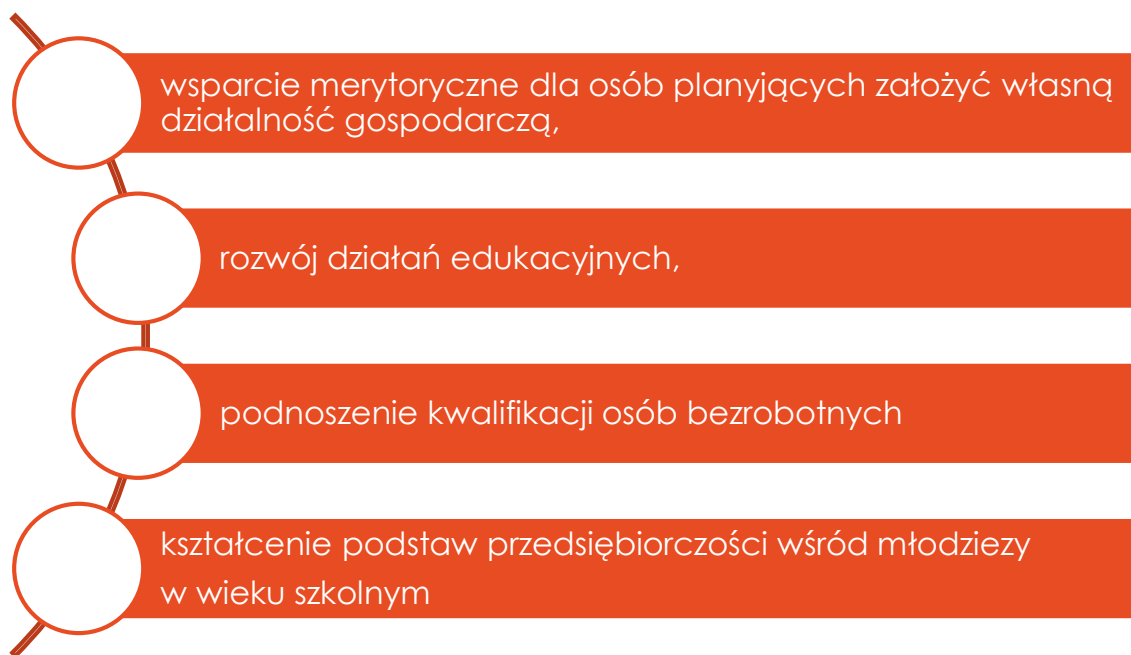 wsparcie merytoryczne dla osób planyjących założyć własną
działalność gospodarczą,
rozwój działań edukacyjnych,
podnoszenie kwalifikacji osób bezrobotnych
kształcenie podstaw przedsiębiorczości wśród młodziezy
w wieku szkolnym